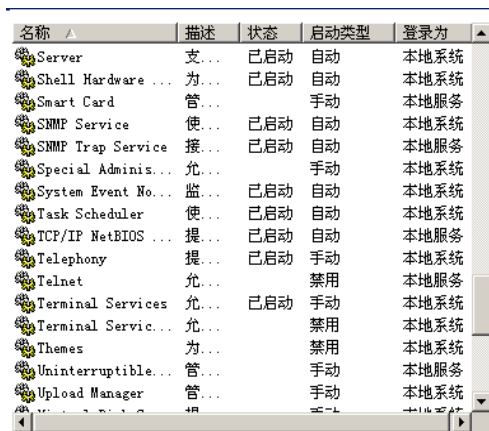 名称 描述 状态 启动类型 登录为
Server 支... 已启动 自动 本地系统
Shell Hardware ... 为... 已启动 自动 本地系统
Smart Card 管... 手动 本地服务
SNMP Service 使... 已启动 自动 本地系统
SNMP Trap Service 接... 已启动 自动 本地服务
Special Adminis... 允... 手动 本地系统
System Event No... 监... 已启动 自动 本地系统
Task Scheduler 使... 已启动 自动 本地系统
TCP/IP NetBIOS ... 提... 已启动 自动 本地服务
Telephony 提... 已启动 手动 本地系统
Telnet 允... 禁用 本地服务
Terminal Services 允... 已启动 手动 本地系统
Terminal Servic... 允... 禁用 本地系统
Themes 为... 禁用 本地系统
Uninterruptible... 管... 手动 本地服务
Upload Manager 管... 手动 本地系统